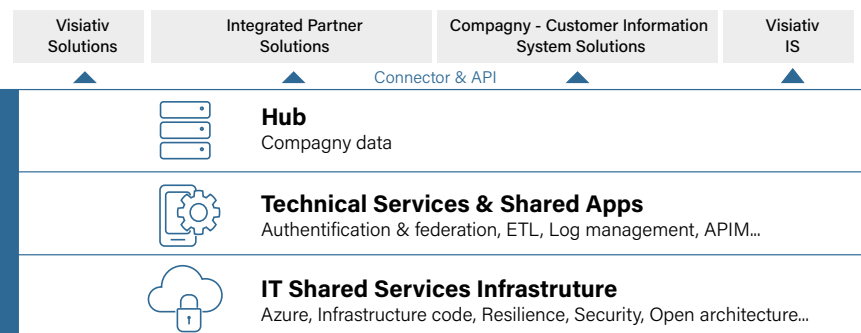 Visiativ
Solutions
Integrated Partner
Solutions
Compagny - Customer Information
System Solutions
Visiativ
IS
Connector & API
Hub
Compagny data
Technical Services & Shared Apps
Authentification & federation, ETL, Log management, APIM...
IT Shared Services Infrastruture
Azure, Infrastructure code, Resilience, Security, Open architecture...